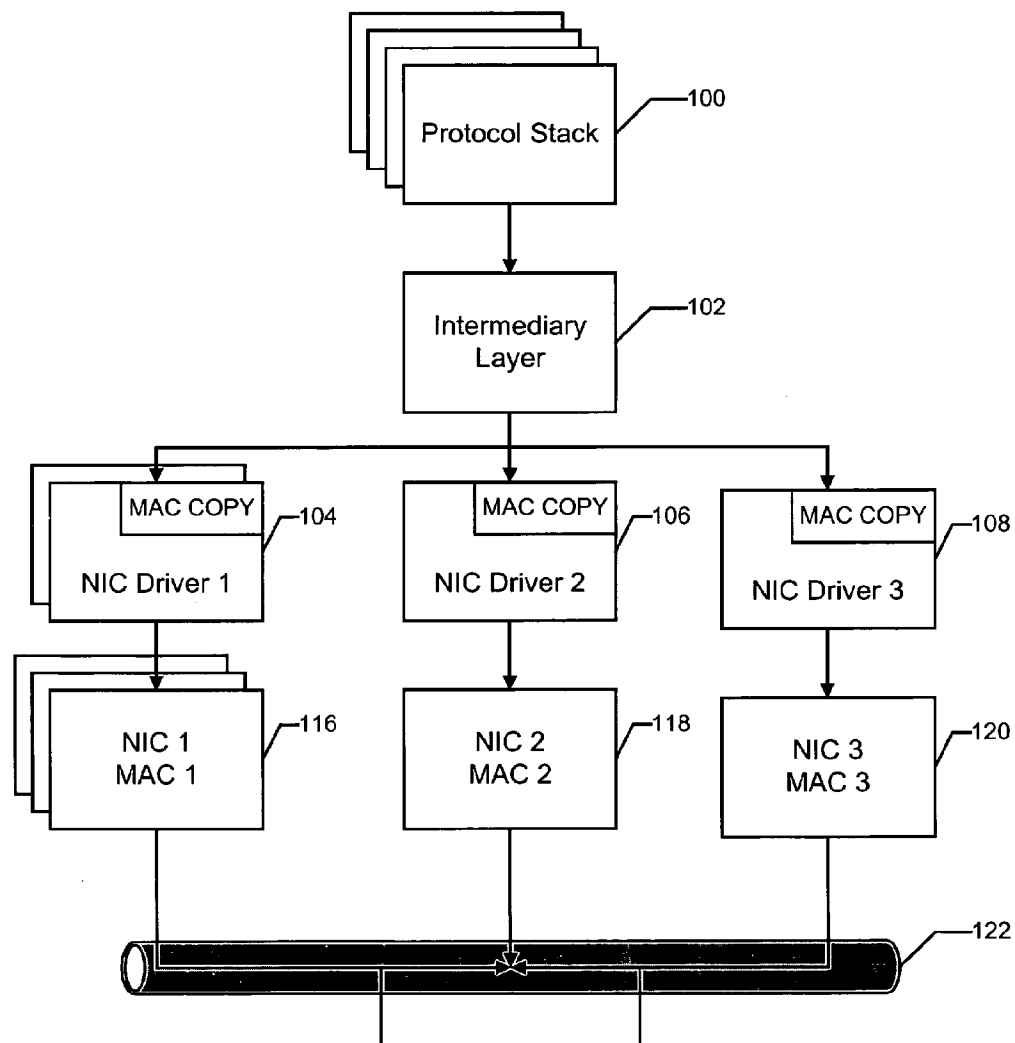 Protocol Stack
100
Intermediary
Layer
102
MAC COPY
NIC Driver 1
104
MAC COPY
NIC Driver 2
106
MAC COPY
NIC Driver 3
108
NIC 1
MAC 1
116
NIC 2
MAC 2
118
NIC 3
MAC 3
120
122